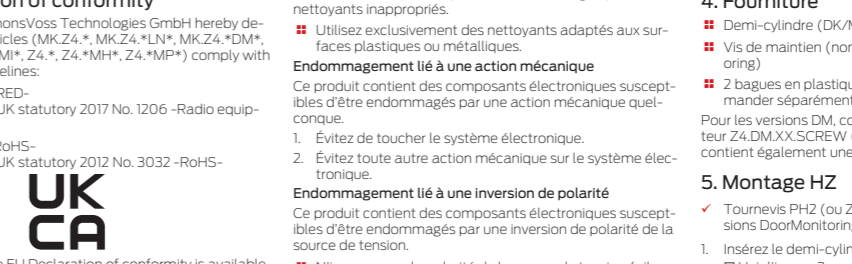 ion of conformity
monsVoss Technologies GmbH hereby de-
icles (MK.Z4.*, MK.Z4.*LN*, MK.Z4.*DM*,
MI*, Z4.*, Z4.*MH*, Z4.*MP*) comply with
elines:
RED-
UK statutory 2017 No. 1206 -Radio equip-
RoHS-
UK statutory 2012 No. 3032 -RoHS-
UK
CA
EU Declaration of conformity is available
nettoyants inappropriés.
Utilisez exclusivement des nettoyants adaptés aux sur-
faces plastiques ou métalliques.
Endommagement lié à une action mécanique
Ce produit contient des composants électroniques suscept-
ibles d'être endommagés par une action mécanique quel-
conque.
1. Évitez de toucher le système électronique.
2. Évitez toute autre action mécanique sur le système élec-
tronique.
Endommagement lié à une inversion de polarité
Ce produit contient des composants électroniques suscept-
ibles d'être endommagés par une inversion de polarité de la
source de tension.
4. Fourniture
Demi-cylindre (DK/M
Vis de maintien (nor
oring)
2 bagues en plastiqu
mander séparément
Pour les versions DM, co
teur Z4.DM.XX.SCREW (
contient également une
5. Montage HZ
✓ Tournevis PH2 (ou Z
sions DoorMonitorin
1. Insérez le demi-cylin